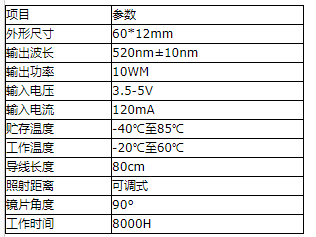 项目 参数
外形尺寸 60*12mm
输出波长 520nm±10nm
输出功率 10WM
输入电压 3.5-5V
输入电流 120mA
贮存温度 -40℃至85℃
工作温度 -20℃至60℃
导线长度 80cm
照射距离 可调式
镜片角度 90°
工作时间 8000H